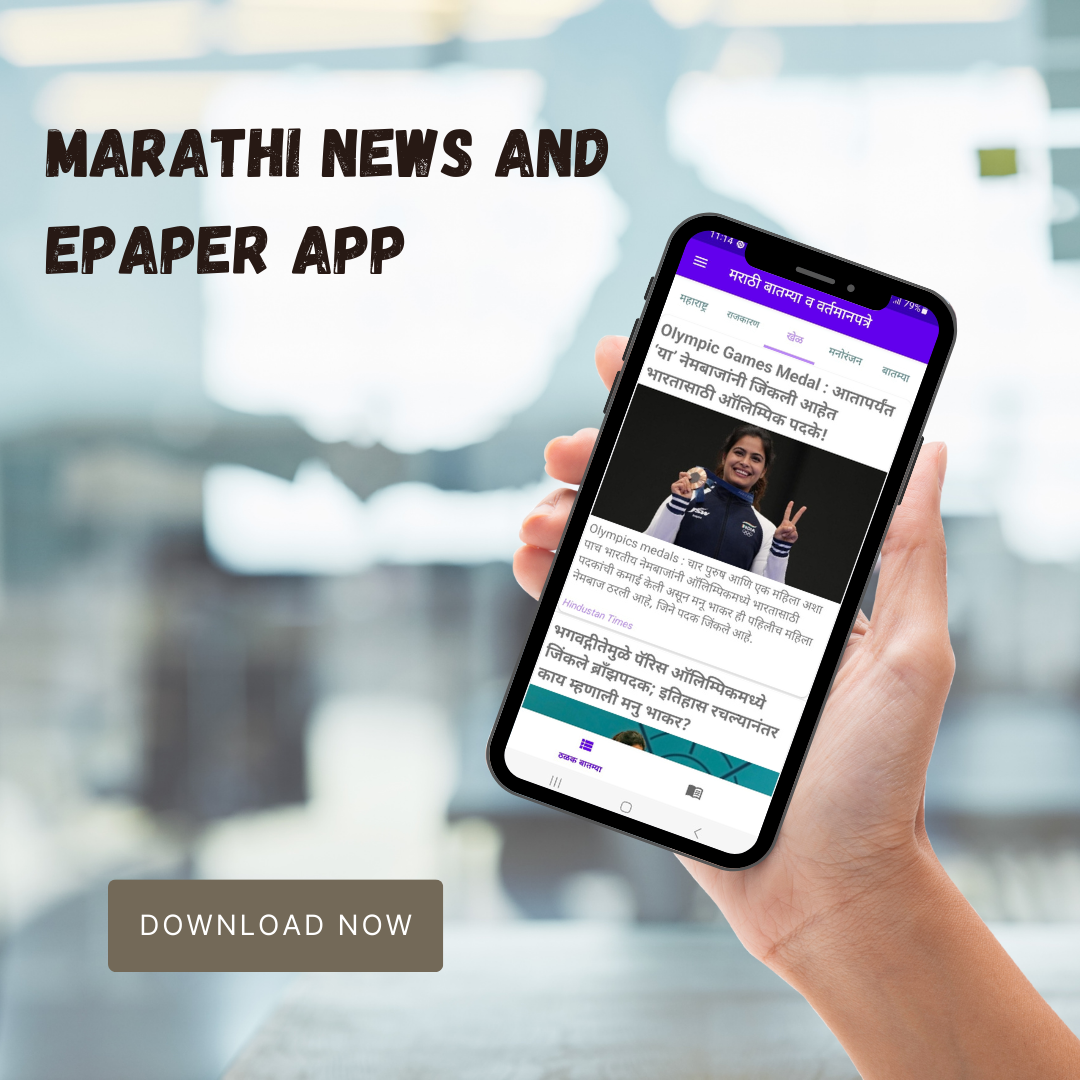 MARATHI NEWS AND
EPAPER APP
11:14
79%
मराठी बातम्या व वर्तमानपत्रे
महाराष्ट्र राजकारण खेळ मनोरंजन बातम्या
Olympic Games Medal : आतापर्यंत
‘या’ नेमबाजांनी जिंकली आहेत
भारतासाठी ऑलिम्पिक पदके!
JSW
INDIA
Olympics medals : चार पुरुष आणि एक महिला अशा
पाच भारतीय नेमबाजांनी ऑलिम्पिकमध्ये भारतासाठी
पदकांची कमाई केली असून मनू भाकर ही पहिलीच महिला
नेमबाज ठरली आहे, जिने पदक जिंकले आहे.
Hindustan Times
भगवद्गीतेमुळे पॅरिस ऑलिम्पिकमध्ये
जिंकले ब्राँझपदक; इतिहास रचल्यानंतर
काय म्हणाली मनु भाकर?
ठळक बातम्या
DOWNLOAD NOW